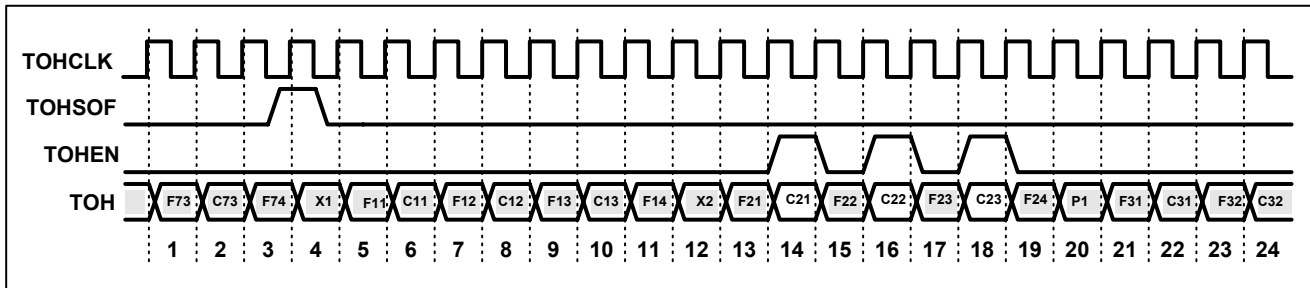 TOHCLK
TOHSOF
TOHEN
TOH F73 C73 F74 X1 F11 C11 F12 C12 F13 C13 F14 X2 F21 C21 F22 C22 F23 C23 F24 P1 F31 C31 F32 C32
1 2 3 4 5 6 7 8 9 10 11 12 13 14 15 16 17 18 19 20 21 22 23 24